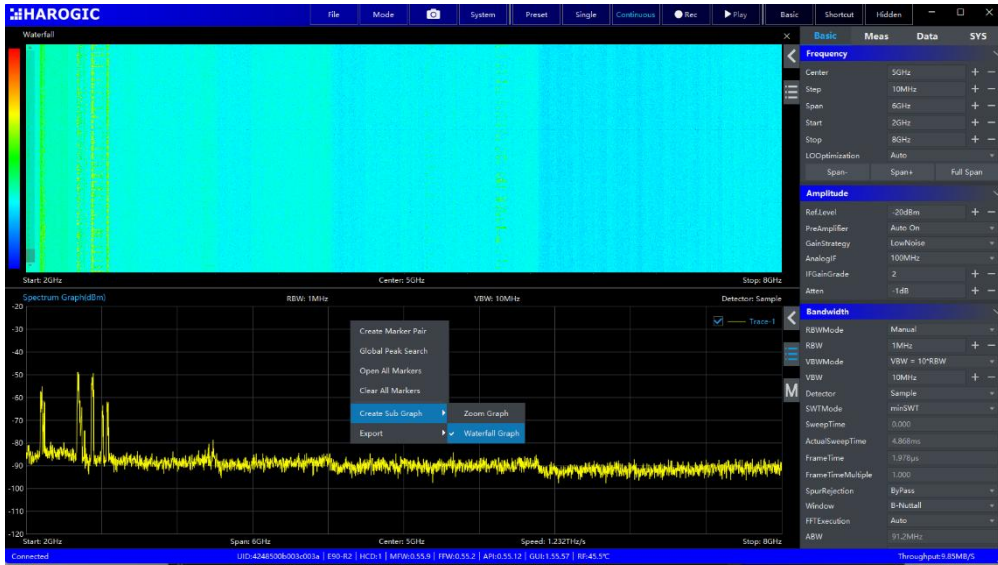 HAROGIC File Mode System Preset Single Continuous Rec Play Basic Shortcut Hidden
Waterfall
Start: 2GHz Center: 5GHz Stop: 8GHz
Spectrum Graph(dBm) RBW: 1MHz VBW: 10MHz Detector: Sample
-20
-30
-40
-50
-60
-70
-80
-90
-100
-110
-120
Trace-1
M
Create Marker Pair
Global Peak Search
Open All Markers
Clear All Markers
Create Sub Graph
Export
Zoom Graph
Waterfall Graph
Start: 2GHz Span: 6GHz Center: 5GHz Speed: 1.232THz/s Stop: 8GHz
Basic Meas Data SYS
Frequency
Center 5GHz + -
Step 10MHz + -
Span 6GHz + -
Start 2GHz + -
Stop 8GHz + -
LOOptimization Auto
Span- Span+ Full Span
Amplitude
Ref.Level -20dBm + -
PreAmplifier Auto On
GainStrategy LowNoise
AnalogIF 100MHz
IFGainGrade 2 + -
Atten -1dB + -
Bandwidth
RBWMode Manual
RBW 1MHz + -
VBWMode VBW = 10*RBW
VBW 10MHz + -
Detector Sample
SWTMode minSWT
SweepTime 0.000
ActualSweepTime 4.868ms
FrameTime 1.978μs
FrameTimeMultiple 1.000
SpurRejection ByPass
Window B-Nuttall
FFTExecution Auto
ABW 91.2MHz
Connected UID:4248500b003c003a | E90-R2 | HCD:1 | MFW:0.55.9 | FFW:0.55.2 | API:0.55.12 | GUI:1.55.57 | RF:45.5°C Throughput:9.85MB/S